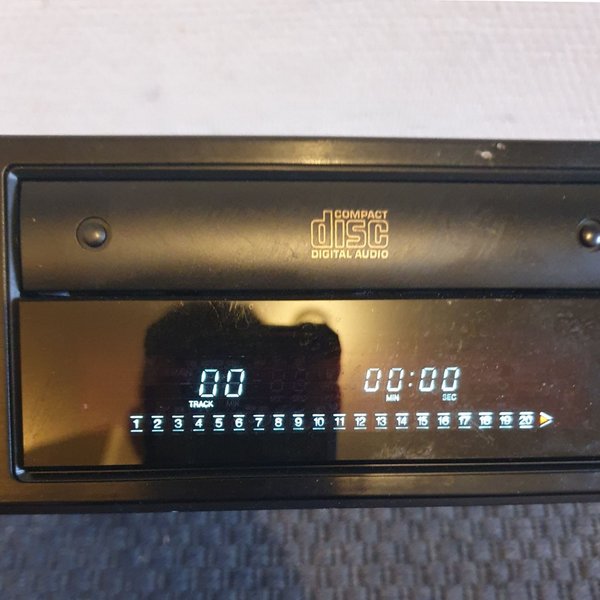 COMPACT
disc
DIGITAL AUDIO
00 00:00
TRACK MIN SEC
1 2 3 4 5 6 7 8 9 10 11 12 13 14 15 16 17 18 19 20